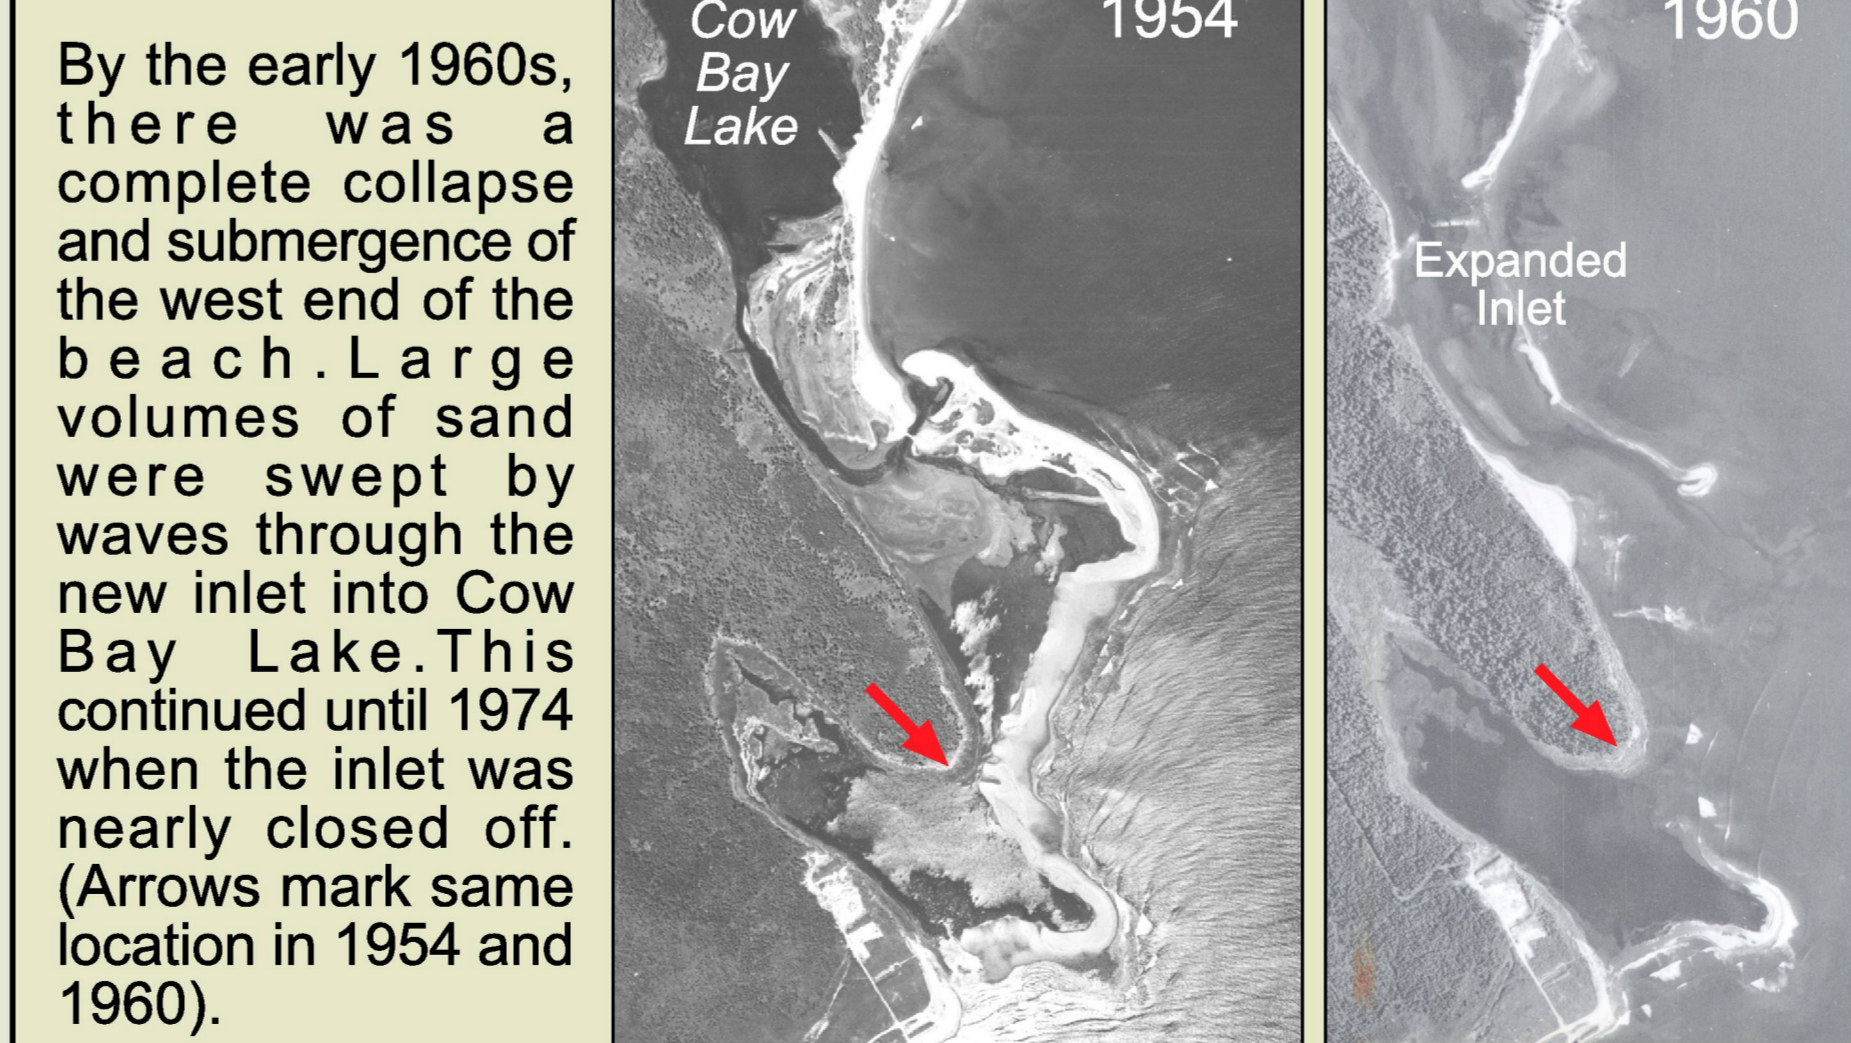 By the early 1960s,
there was a
complete collapse
and submergence of
the west end of the
beach.Large
volumes of sand
were swept by
waves through the
new inlet into Cow
Bay Lake.This
continued until 1974
when the inlet was
nearly closed off.
(Arrows mark same
location in 1954 and
1960).
Cow
Bay
Lake
1954
1960
Expanded
Inlet